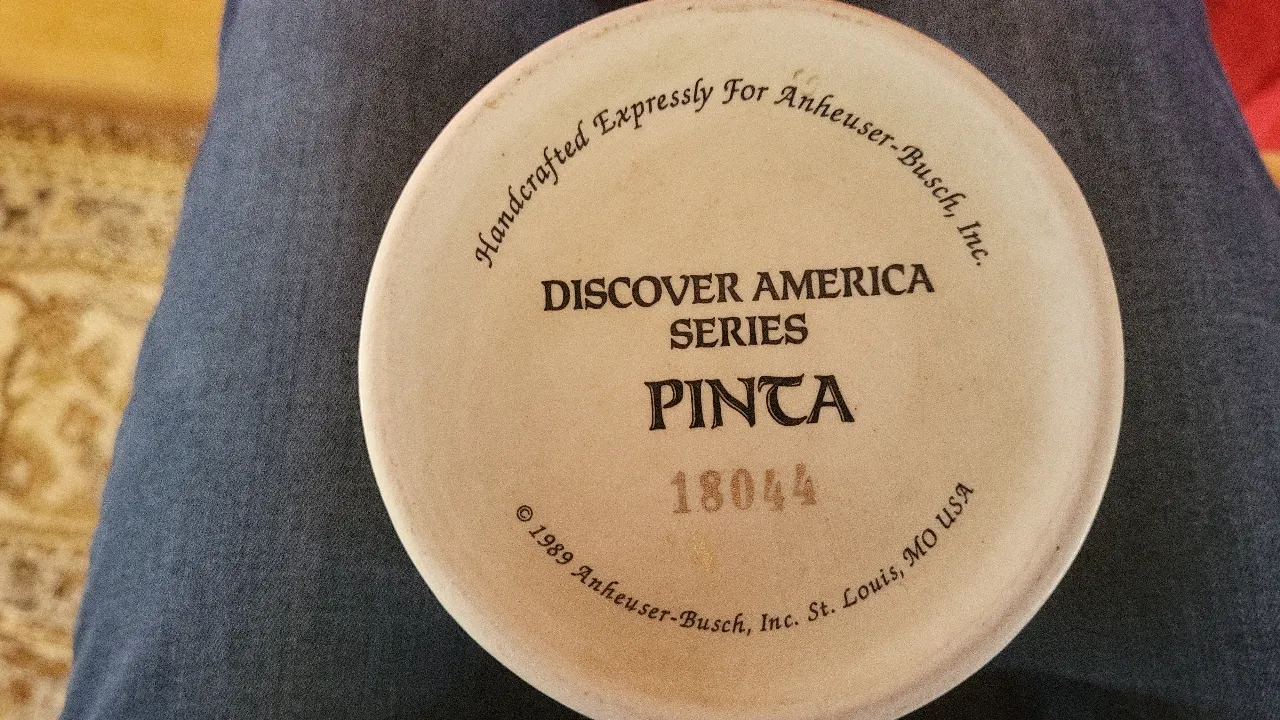 Handcrafted Expressly For Anheuser-Busch, Inc.
DISCOVER AMERICA
SERIES
PINTA
18044
© 1989 Anheuser-Busch, Inc. St. Louis, MO USA